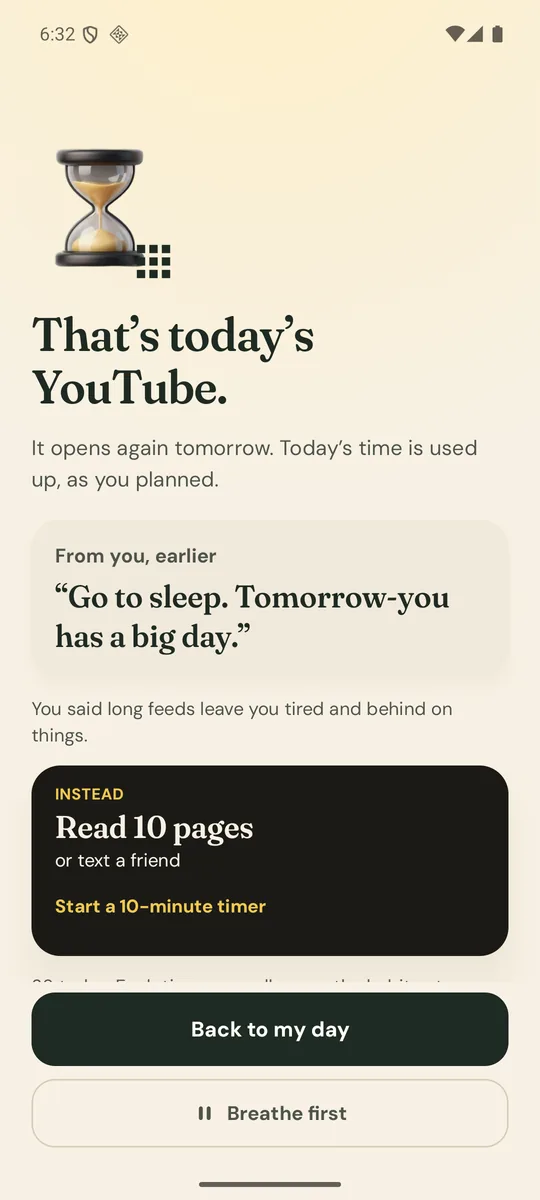 6:32
That’s today’s
YouTube.
It opens again tomorrow. Today’s time is used
up, as you planned.
From you, earlier
“Go to sleep. Tomorrow-you
has a big day.”
You said long feeds leave you tired and behind on
things.
INSTEAD
Read 10 pages
or text a friend
Start a 10-minute timer
Back to my day
Breathe first